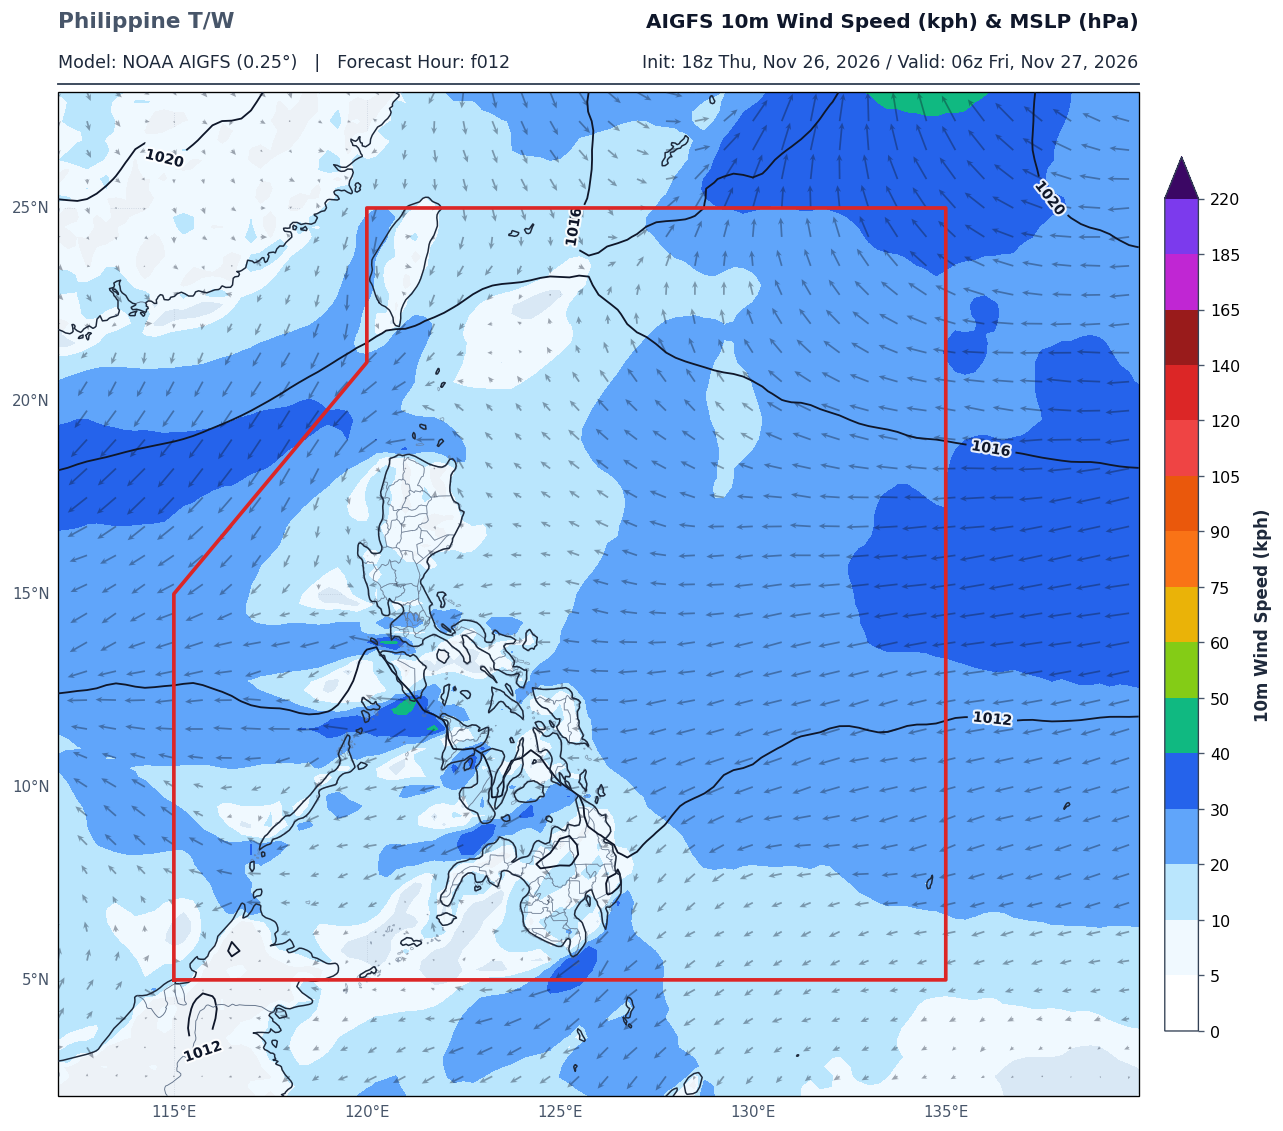 Philippine T/W
AIGFS 10m Wind Speed (kph) & MSLP (hPa)
Model: NOAA AIGFS (0.25°)   |   Forecast Hour: f012
Init: 18z Thu, Nov 26, 2026 / Valid: 06z Fri, Nov 27, 2026
1020
1016
1020
1016
1012
1012
25°N
20°N
15°N
10°N
5°N
115°E
120°E
125°E
130°E
135°E
220
185
165
140
120
105
90
75
60
50
40
30
20
10
5
0
10m Wind Speed (kph)